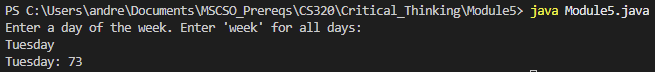 PS C:\Users\andre\Documents\MSCSO_Prereqs\CS320\Critical_Thinking\Module5> java Module5.java
Enter a day of the week. Enter 'week' for all days:
Tuesday
Tuesday: 73